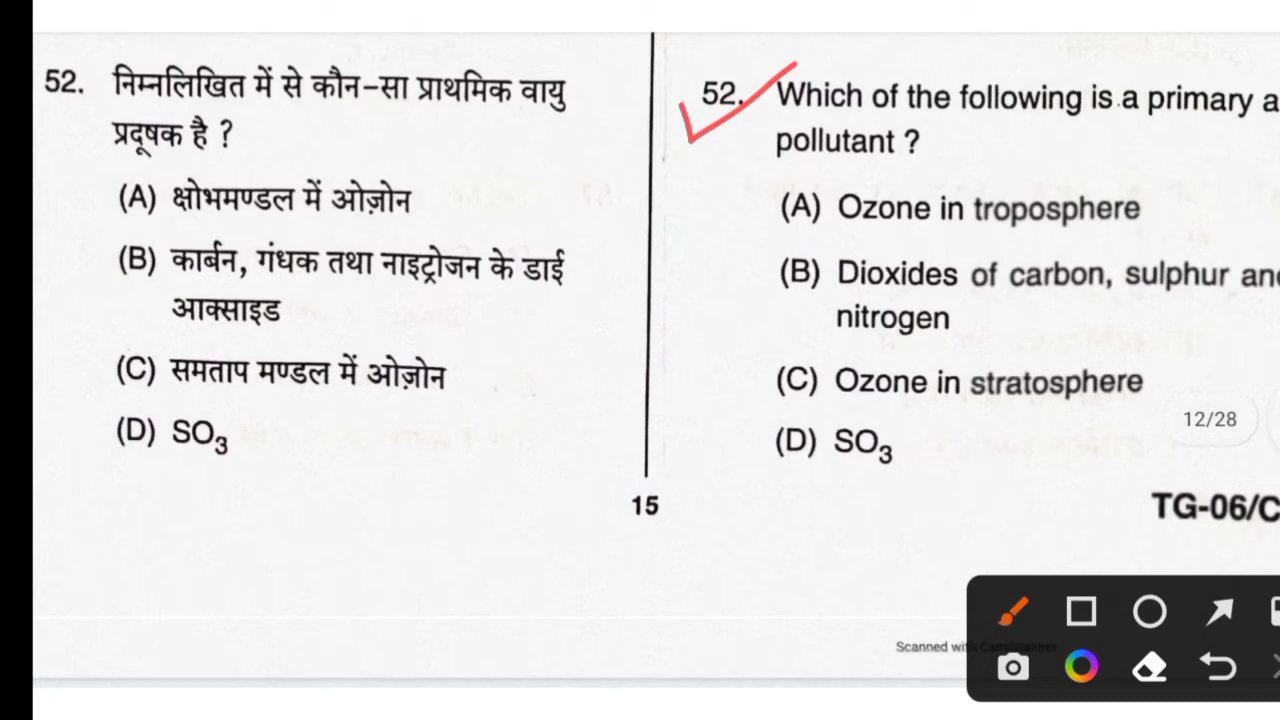 52. निम्नलिखित में से कौन-सा प्राथमिक वायु
प्रदूषक है ?
(A) क्षोभमण्डल में ओज़ोन
(B) कार्बन, गंधक तथा नाइट्रोजन के डाई
आक्साइड
(C) समताप मण्डल में ओज़ोन
(D) SO₃
52. Which of the following is a primary a
pollutant ?
(A) Ozone in troposphere
(B) Dioxides of carbon, sulphur an
nitrogen
(C) Ozone in stratosphere
(D) SO₃
12/28
15
TG-06/C
Scanned with CamScanner